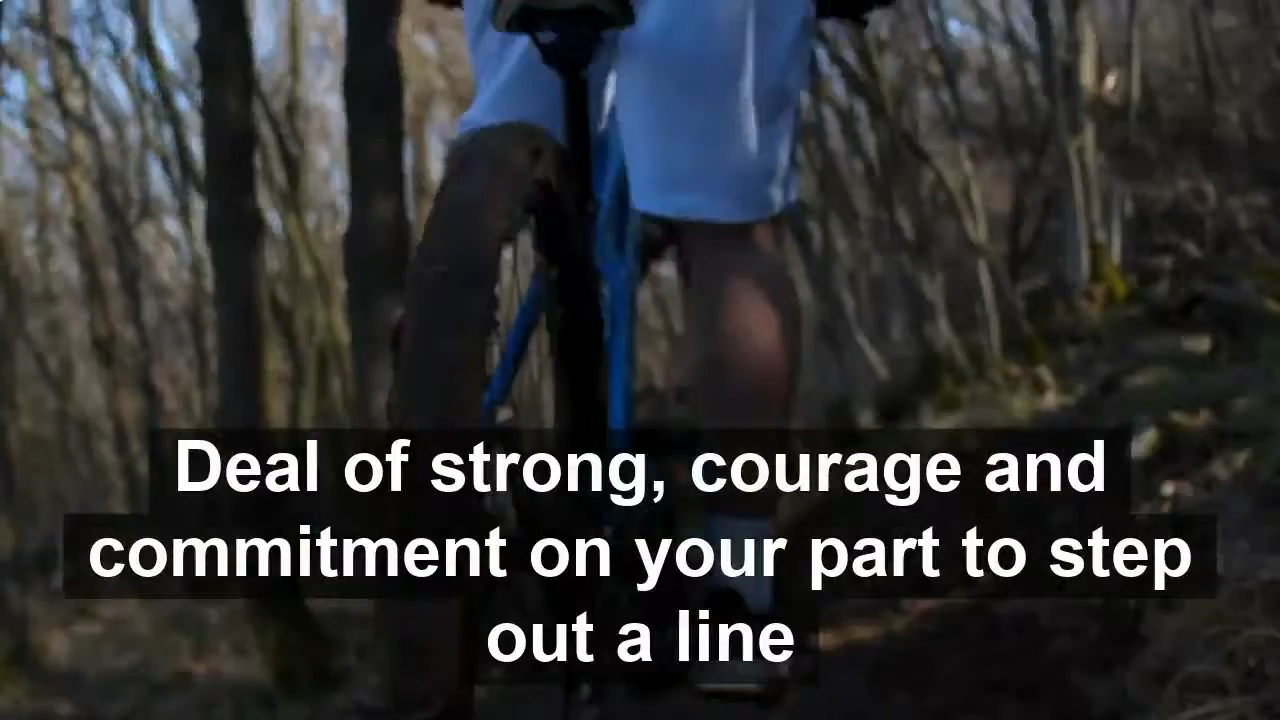 Deal of strong, courage and
commitment on your part to step
out a line